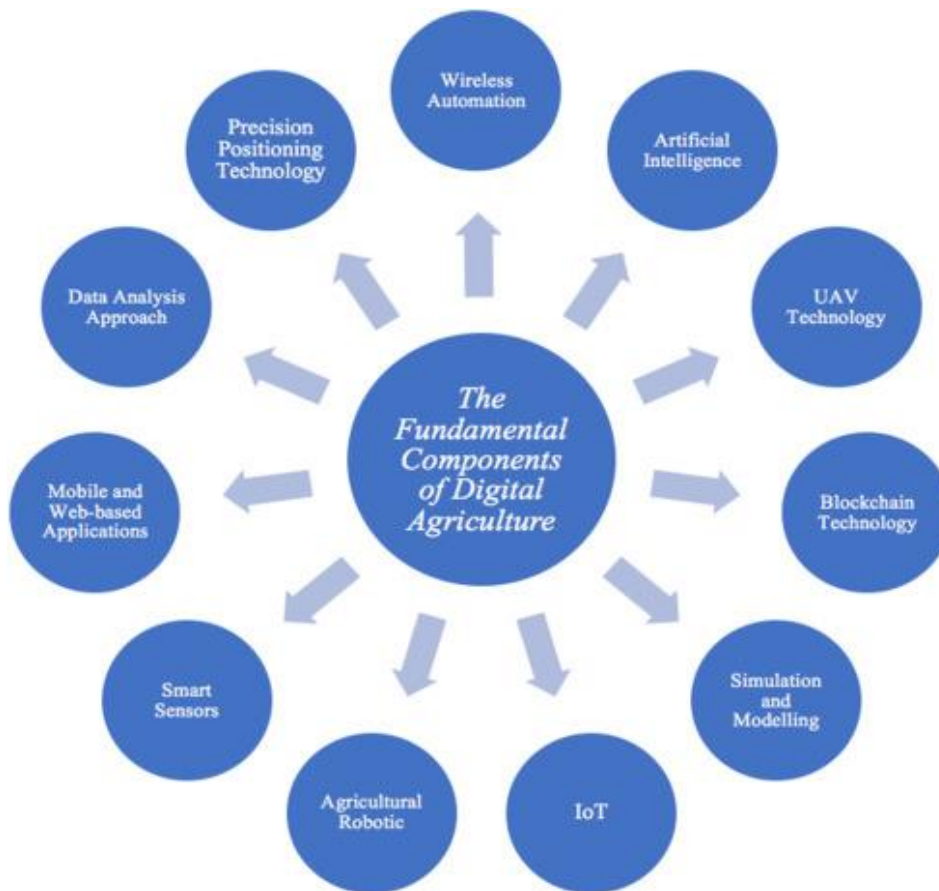 Wireless
Automation
Artificial
Intelligence
UAV
Technology
Blockchain
Technology
Simulation
and
Modelling
IoT
Agricultural
Robotic
Smart
Sensors
Mobile and
Web-based
Applications
Data Analysis
Approach
Precision
Positioning
Technology
The
Fundamental
Components
of Digital
Agriculture